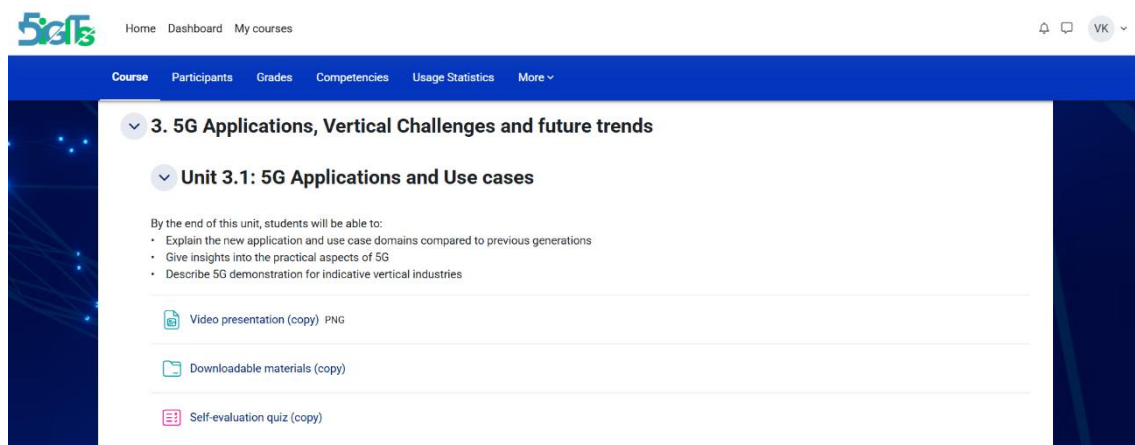 5GIGITs
Home Dashboard My courses
VK
Course Participants Grades Competencies Usage Statistics More
3. 5G Applications, Vertical Challenges and future trends
Unit 3.1: 5G Applications and Use cases
By the end of this unit, students will be able to:
• Explain the new application and use case domains compared to previous generations
• Give insights into the practical aspects of 5G
• Describe 5G demonstration for indicative vertical industries
Video presentation (copy) PNG
Downloadable materials (copy)
Self-evaluation quiz (copy)